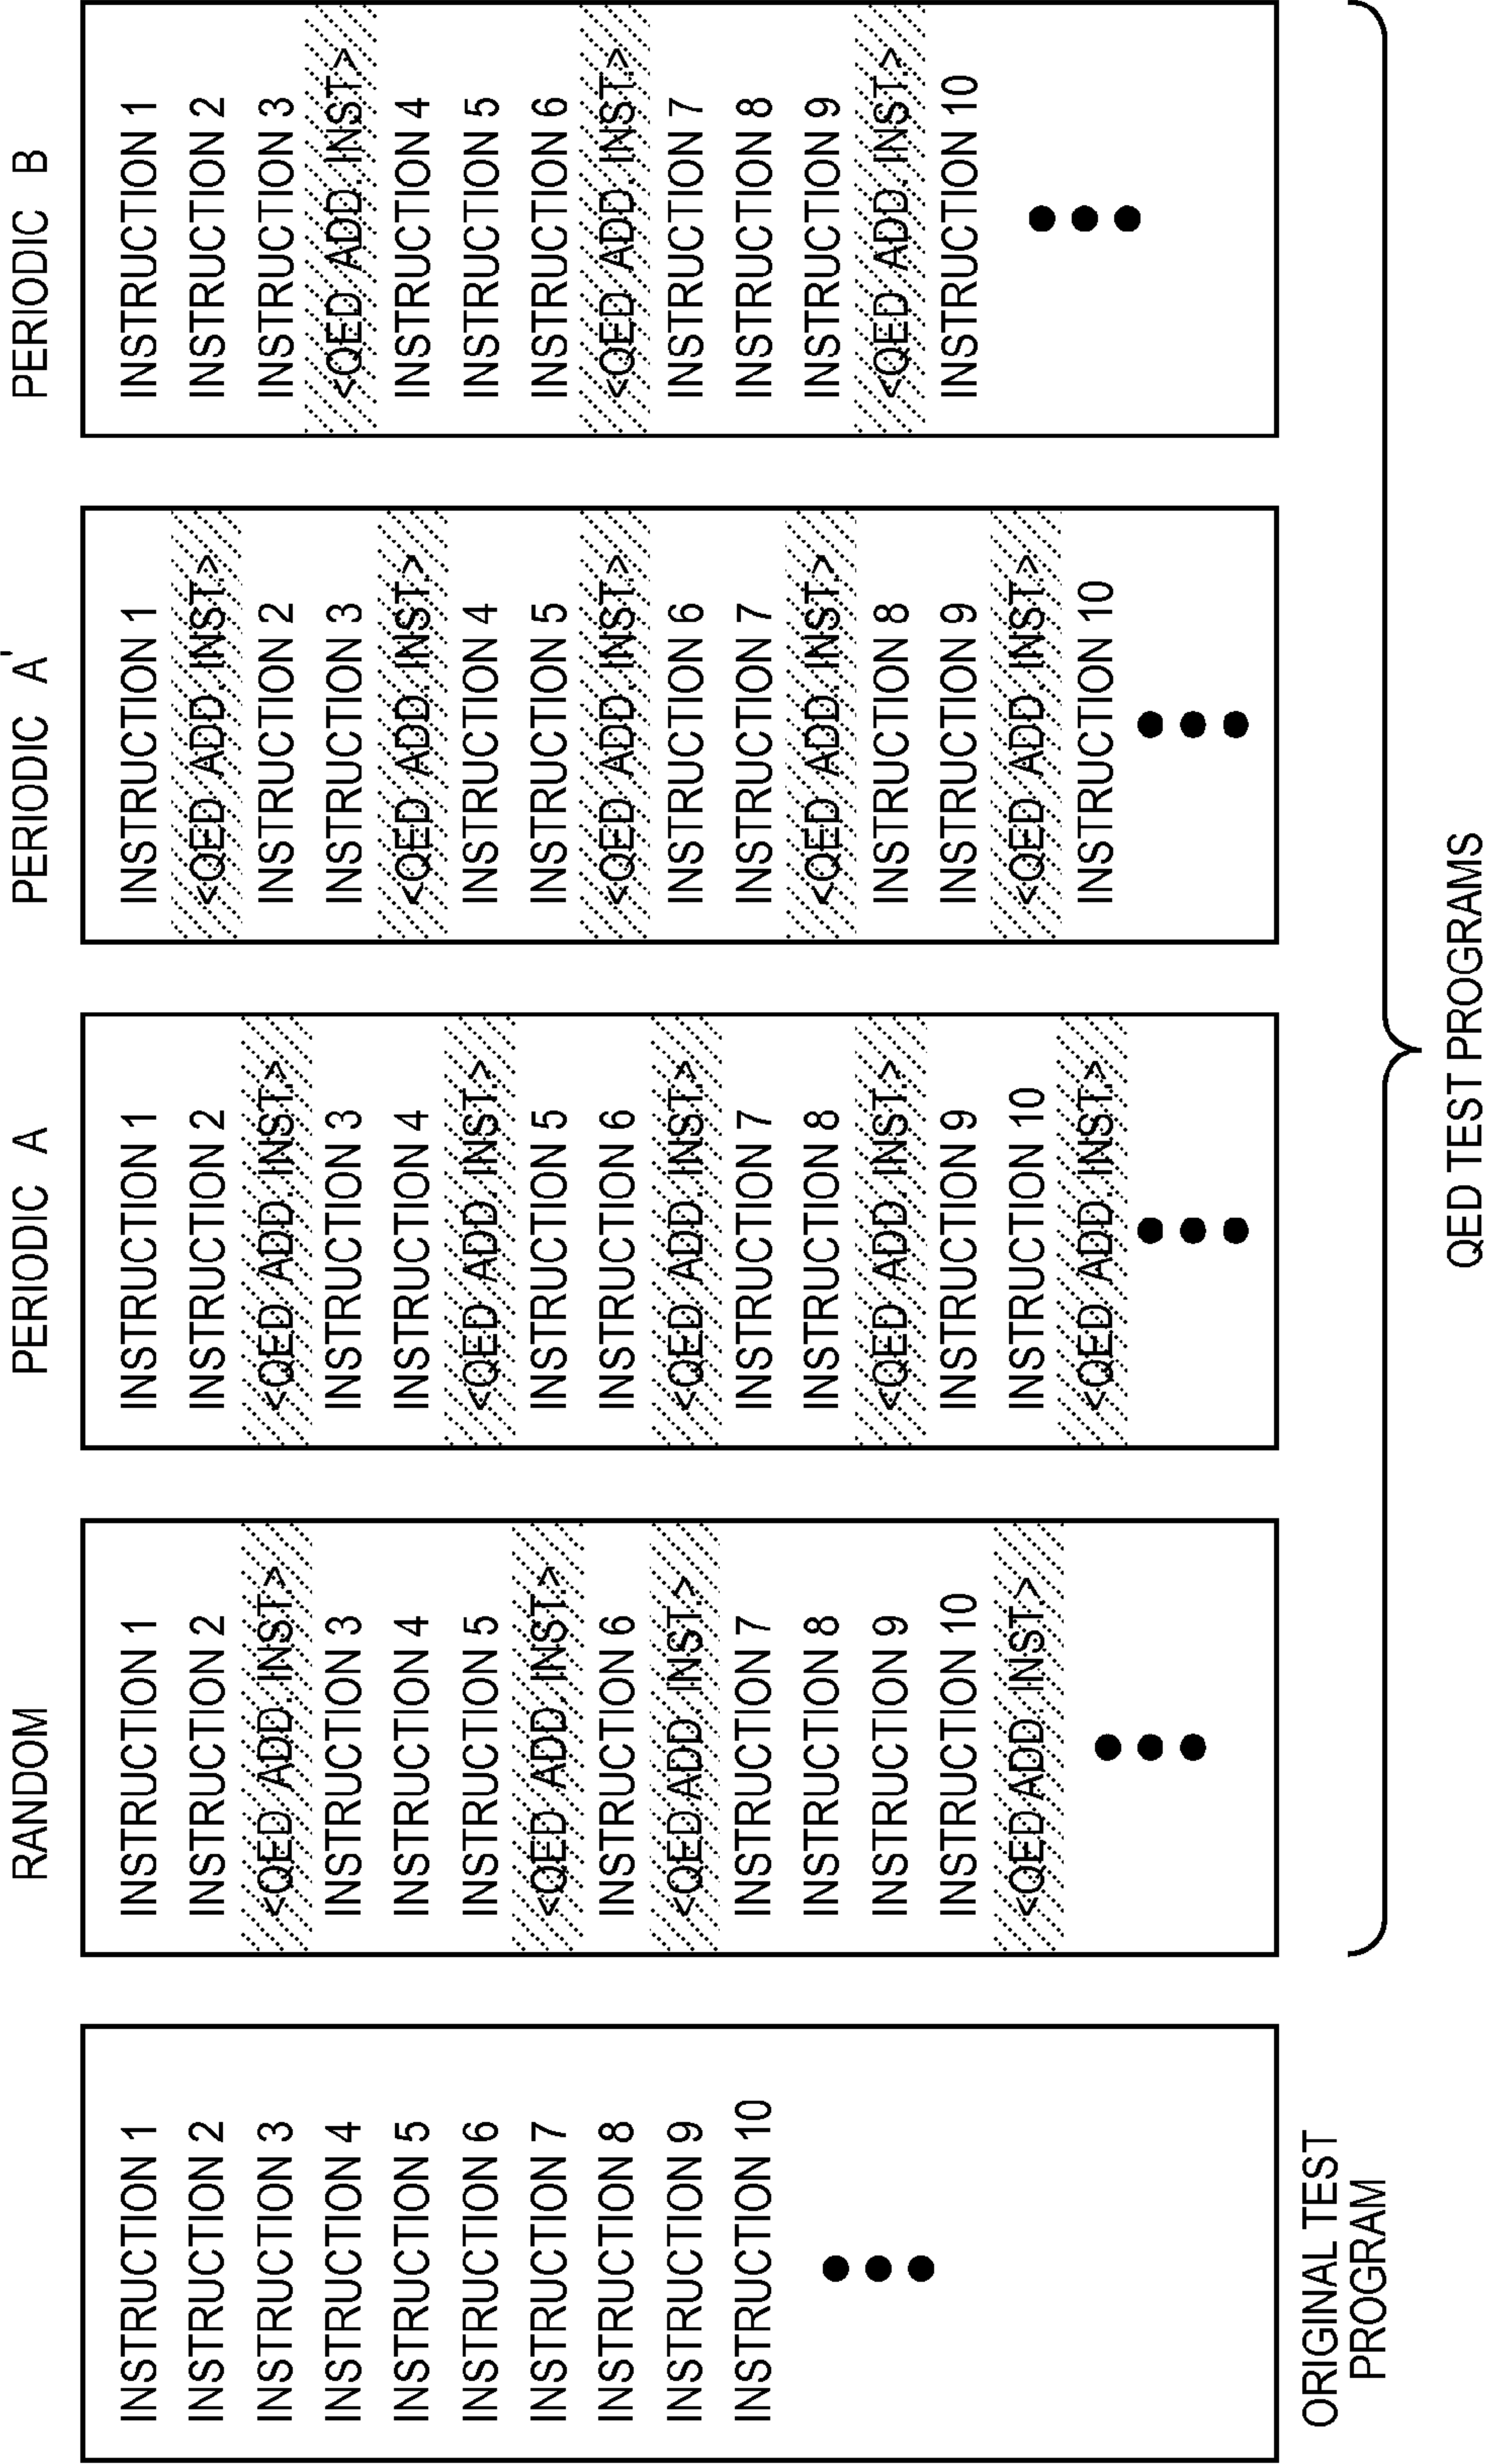 INSTRUCTION 1
INSTRUCTION 2
INSTRUCTION 3
INSTRUCTION 4
INSTRUCTION 5
INSTRUCTION 6
INSTRUCTION 7
INSTRUCTION 8
INSTRUCTION 9
INSTRUCTION 10
ORIGINAL TEST
PROGRAM
RANDOM
INSTRUCTION 1
INSTRUCTION 2
<QED ADD. INST.>
INSTRUCTION 3
INSTRUCTION 4
INSTRUCTION 5
<QED ADD. INST.>
INSTRUCTION 6
<QED ADD. INST.>
INSTRUCTION 7
INSTRUCTION 8
INSTRUCTION 9
INSTRUCTION 10
<QED ADD. INST.>
PERIODIC A
INSTRUCTION 1
INSTRUCTION 2
<QED ADD. INST.>
INSTRUCTION 3
INSTRUCTION 4
<QED ADD. INST.>
INSTRUCTION 5
INSTRUCTION 6
<QED ADD. INST.>
INSTRUCTION 7
INSTRUCTION 8
<QED ADD. INST.>
INSTRUCTION 9
INSTRUCTION 10
<QED ADD. INST.>
PERIODIC A'
INSTRUCTION 1
<QED ADD. INST.>
INSTRUCTION 2
INSTRUCTION 3
<QED ADD. INST.>
INSTRUCTION 4
INSTRUCTION 5
<QED ADD. INST.>
INSTRUCTION 6
INSTRUCTION 7
<QED ADD. INST.>
INSTRUCTION 8
INSTRUCTION 9
<QED ADD. INST.>
INSTRUCTION 10
PERIODIC B
INSTRUCTION 1
INSTRUCTION 2
INSTRUCTION 3
<QED ADD. INST.>
INSTRUCTION 4
INSTRUCTION 5
INSTRUCTION 6
<QED ADD. INST.>
INSTRUCTION 7
INSTRUCTION 8
INSTRUCTION 9
<QED ADD. INST.>
INSTRUCTION 10
QED TEST PROGRAMS